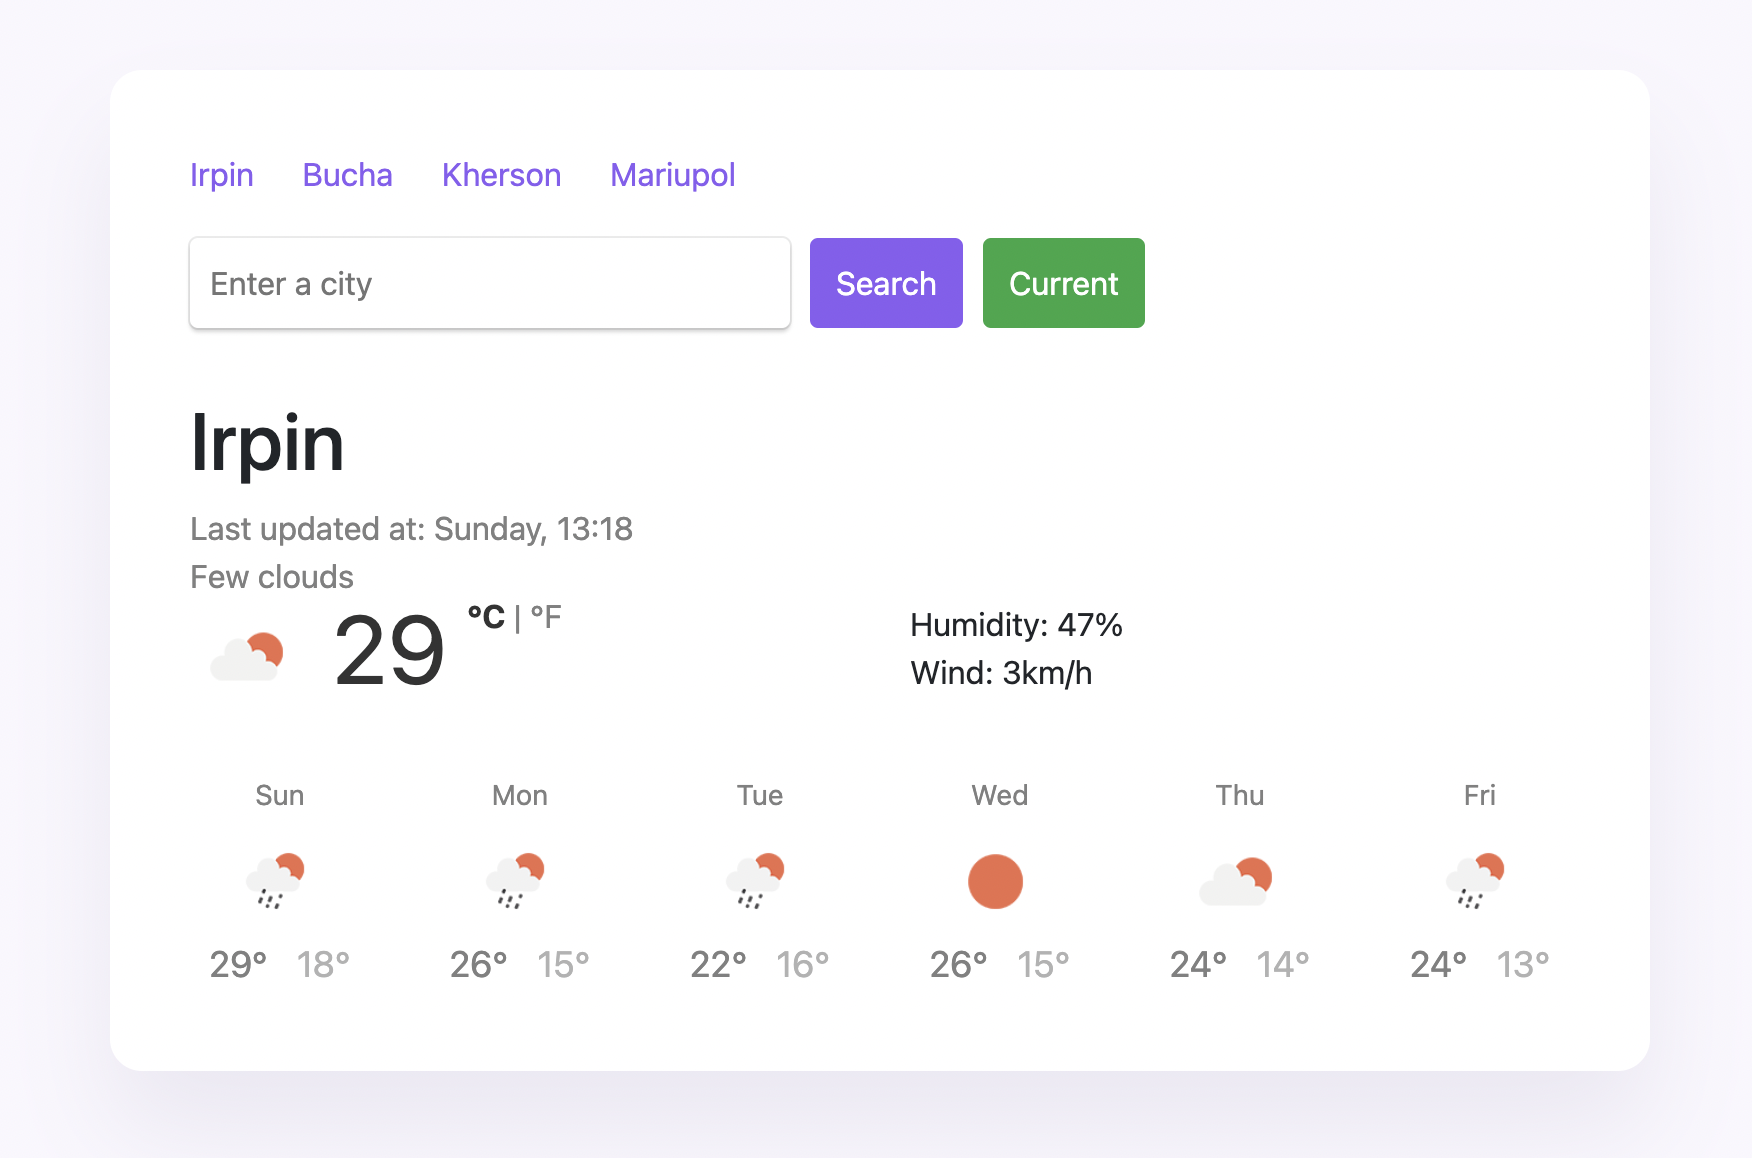 Irpin Bucha Kherson Mariupol
Enter a city Search Current
Irpin
Last updated at: Sunday, 13:18
Few clouds
29 °C | °F
Humidity: 47%
Wind: 3km/h
Sun Mon Tue Wed Thu Fri
29° 18° 26° 15° 22° 16° 26° 15° 24° 14° 24° 13°